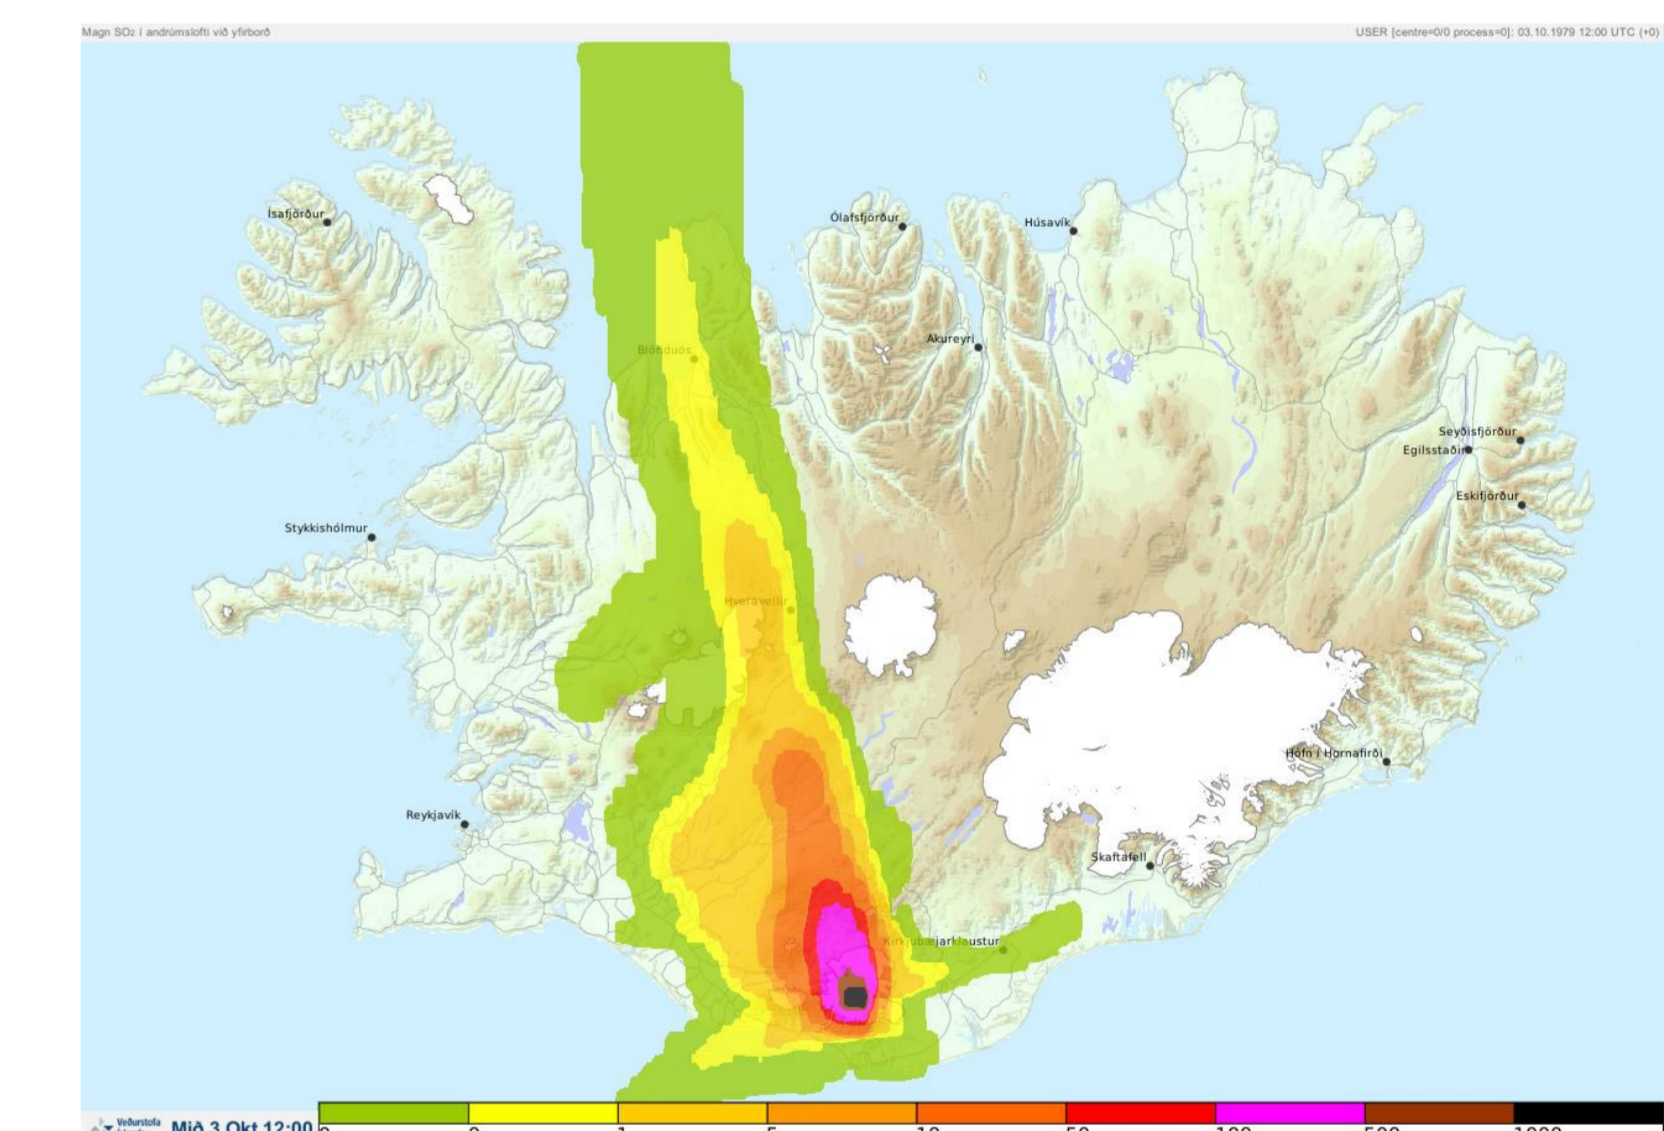 Magn SO₂ í andrúmslofti við yfirborð
USER [centre=0/0 process=0]: 03.10.1979 12:00 UTC (+0)
Ísafjörður
Ólafsfjörður
Húsavík
Akureyri
Blönduós
Seyðisfjörður
Egilsstaðir
Eskifjörður
Stykkishólmur
Hveravellir
Höfn í Hornafirði
Reykjavík
Skaftafell
Kirkjubæjarklaustur
Veðurstofa
Mið 3 Okt 12:00